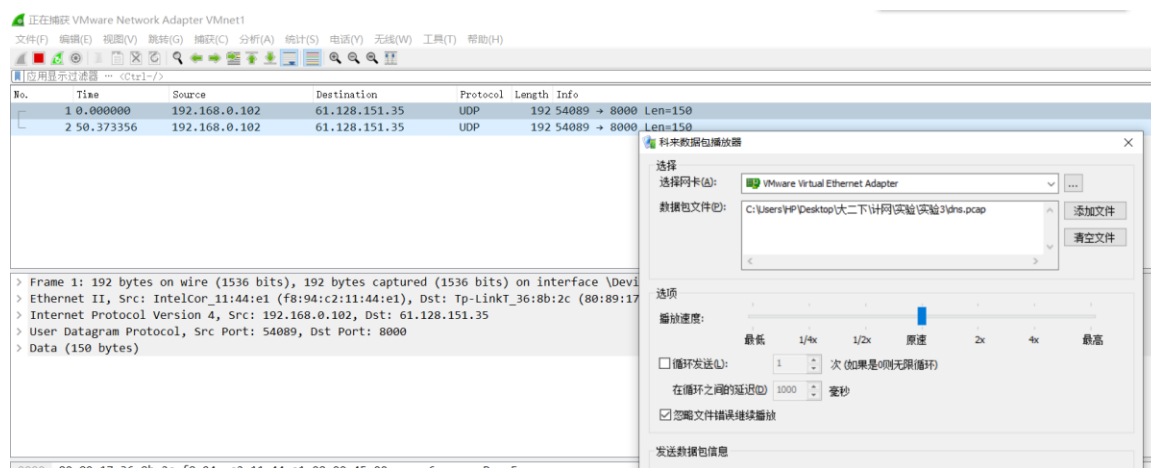 正在捕获 VMware Network Adapter VMnet1
文件(F) 编辑(E) 视图(V) 跳转(G) 捕获(C) 分析(A) 统计(S) 电话(Y) 无线(W) 工具(T) 帮助(H)
应用显示过滤器 … <Ctrl-/>
No. Time Source Destination Protocol Length Info
1 0.000000 192.168.0.102 61.128.151.35 UDP 192 54089 → 8000 Len=150
2 50.373356 192.168.0.102 61.128.151.35 UDP 192 54089 → 8000 Len=150
科来数据包播放器
选择
选择网卡(A): VMware Virtual Ethernet Adapter ...
数据包文件(P): C:\Users\HP\Desktop\大二下\计网\实验\实验3\dns.pcap 添加文件
清空文件
Frame 1: 192 bytes on wire (1536 bits), 192 bytes captured (1536 bits) on interface \Devi
Ethernet II, Src: IntelCor_11:44:e1 (f8:94:c2:11:44:e1), Dst: Tp-LinkT_36:8b:2c (80:89:17
Internet Protocol Version 4, Src: 192.168.0.102, Dst: 61.128.151.35
User Datagram Protocol, Src Port: 54089, Dst Port: 8000
Data (150 bytes)
选项
播放速度:
最低 1/4x 1/2x 原速 2x 4x 最高
循环发送(L): 1 次 (如果是0则无限循环)
在循环之间的延迟(D) 1000 毫秒
忽略文件错误继续播放
发送数据包信息